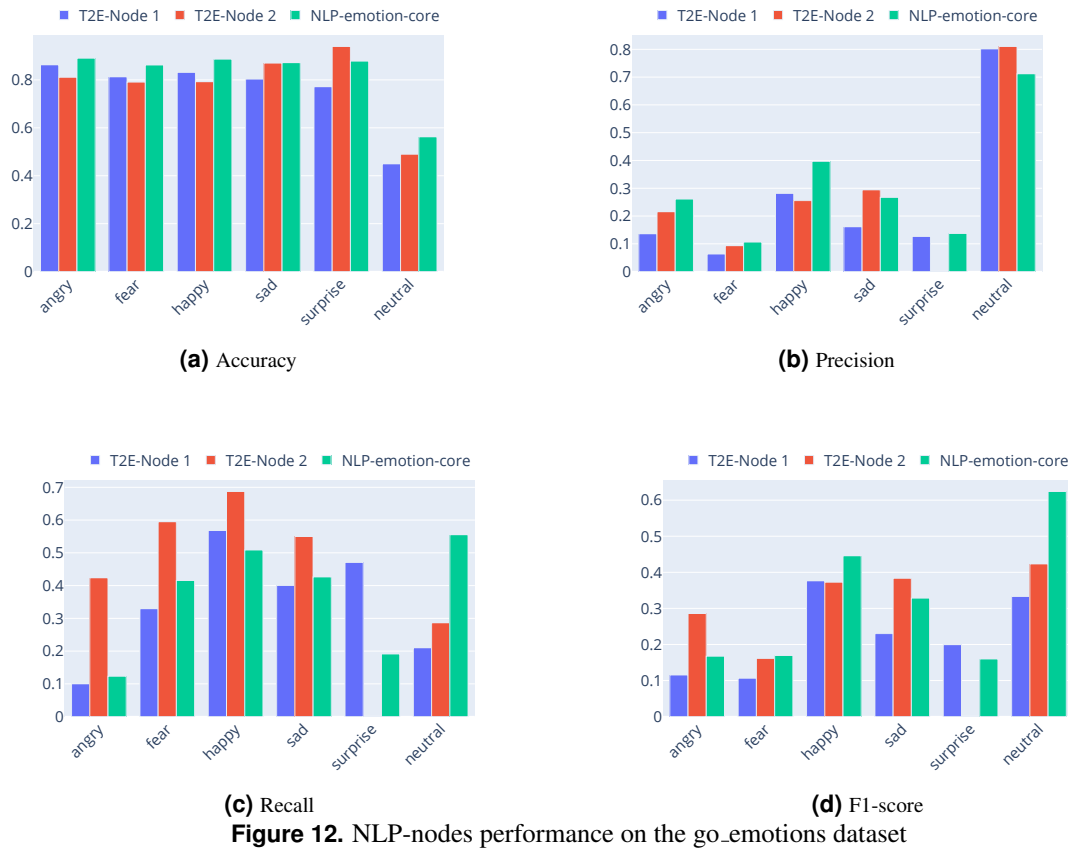 T2E-Node 1 T2E-Node 2 NLP-emotion-core
0.8
0.6
0.4
0.2
0
angry fear happy sad surprise neutral
(a) Accuracy
T2E-Node 1 T2E-Node 2 NLP-emotion-core
0.8
0.7
0.6
0.5
0.4
0.3
0.2
0.1
0
angry fear happy sad surprise neutral
(b) Precision
T2E-Node 1 T2E-Node 2 NLP-emotion-core
0.7
0.6
0.5
0.4
0.3
0.2
0.1
0
angry fear happy sad surprise neutral
(c) Recall
T2E-Node 1 T2E-Node 2 NLP-emotion-core
0.6
0.5
0.4
0.3
0.2
0.1
0
angry fear happy sad surprise neutral
(d) F1-score
Figure 12. NLP-nodes performance on the go_emotions dataset